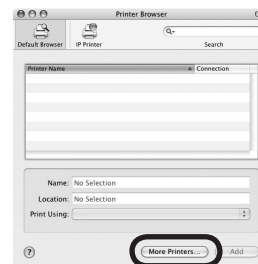 Printer Browser
Default Browser IP Printer Search
Printer Name Connection
Name: No Selection
Location: No Selection
Print Using:
? More Printers... Add